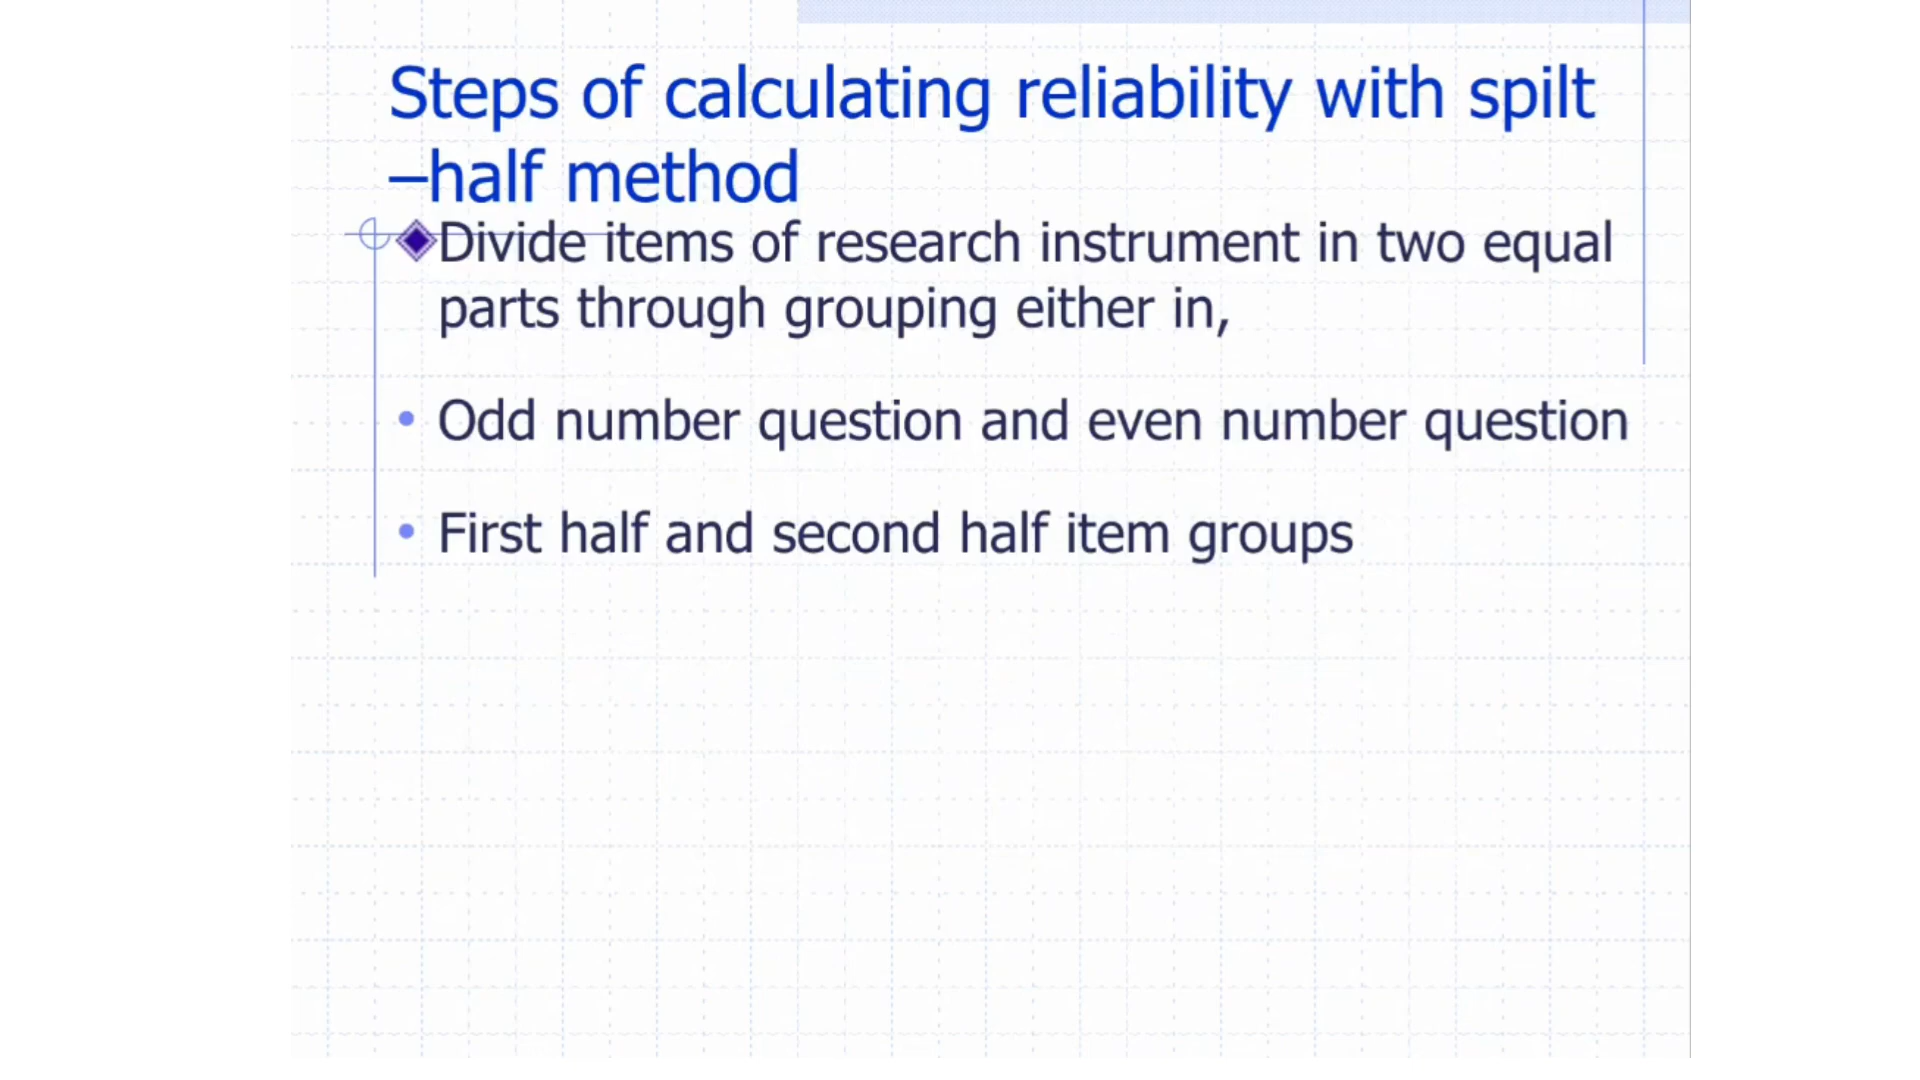 Steps of calculating reliability with spilt
–half method
Divide items of research instrument in two equal
parts through grouping either in,
• Odd number question and even number question
• First half and second half item groups